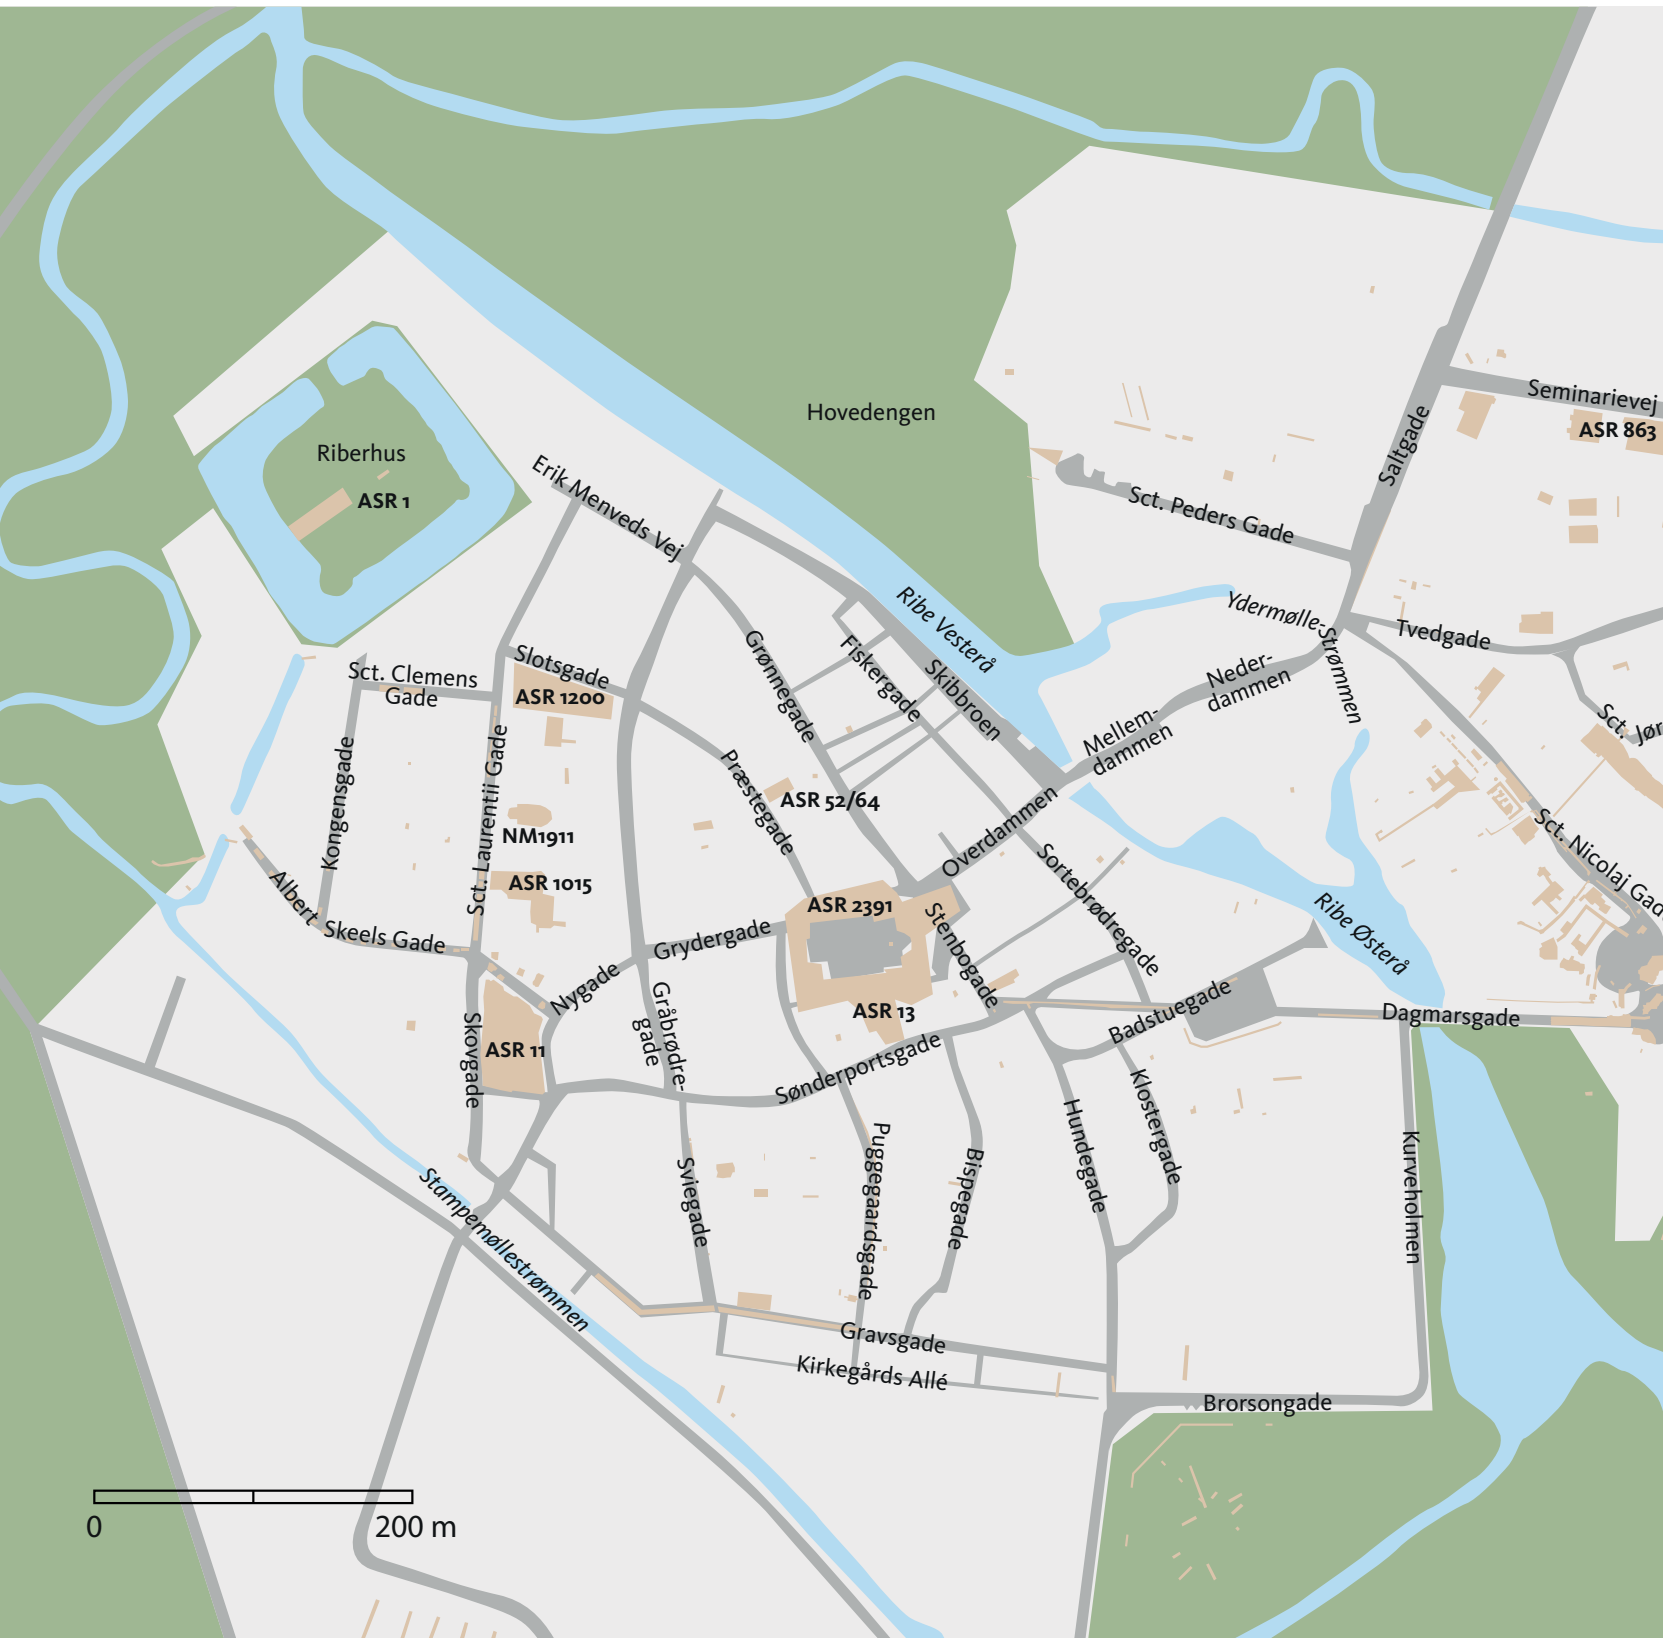 Hovedengen
Seminarievej
ASR 863
Saltgade
Riberhus
ASR 1
Erik Menveds Vej
Sct. Peders Gade
Ribe Vesterå
Ydermølle-
Strømmen
Tvedgade
Neder-
dammen
Mellem-
dammen
Sct. Clemens
Gade
Slotsgade
ASR 1200
Grønnegade
Fiskergade
Skibbroen
Sct. Jør
Kongensgade
Sct. Laurentii Gade
Præstegade
ASR 52/64
Overdammen
NM1911
ASR 1015
Sct. Nicolaj Gad
Albert
Skeels Gade
Grydergade
ASR 2391
Stenbogade
Sortebrødregade
Ribe Østerå
Nygade
Gråbrødre-
gade
ASR 13
Badstuegade
Dagmarsgade
Skovgade
ASR 11
Sønderportsgade
Klostergade
Hundegade
Kurveholmen
Sviegade
Puggegaardsgade
Bispegade
Stampemøllestrømmen
Gravsgade
Kirkegårds Allé
Brorsongade
0
200 m